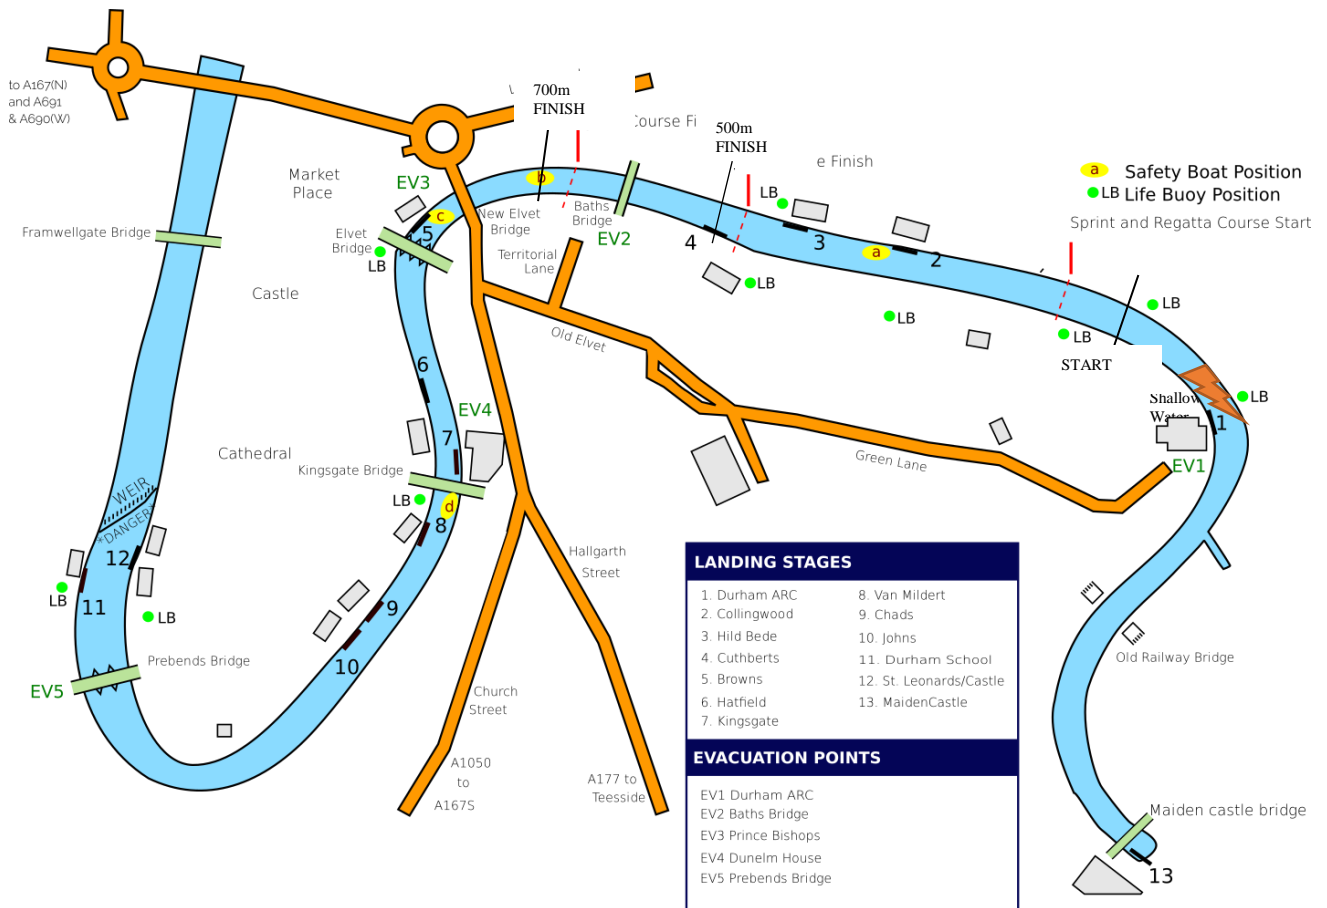 to A167(N)
and A691
& A690(W)
700m
FINISH
Course Fi
500m
FINISH
e Finish
a Safety Boat Position
LB Life Buoy Position
Sprint and Regatta Course Start
Market
Place
EV3
b
c
5
New Elvet
Bridge
Baths
Bridge
EV2
LB
4
3
a
2
Framwellgate Bridge
Elvet
Bridge
LB
Territorial
Lane
LB
LB
LB
LB
Castle
Old Elvet
START
6
EV4
Shallow
Water
LB
1
EV1
7
Cathedral
Kingsgate Bridge
Green Lane
WEIR
*DANGER*
LB
d
8
12
11
LB
LB
9
10
Hallgarth
Street
Prebends Bridge
EV5
Old Railway Bridge
Church
Street
A1050
to
A167S
A177 to
Teesside
LANDING STAGES
1. Durham ARC
2. Collingwood
3. Hild Bede
4. Cuthberts
5. Browns
6. Hatfield
7. Kingsgate
8. Van Mildert
9. Chads
10. Johns
11. Durham School
12. St. Leonards/Castle
13. MaidenCastle
EVACUATION POINTS
EV1 Durham ARC
EV2 Baths Bridge
EV3 Prince Bishops
EV4 Dunelm House
EV5 Prebends Bridge
Maiden castle bridge
13